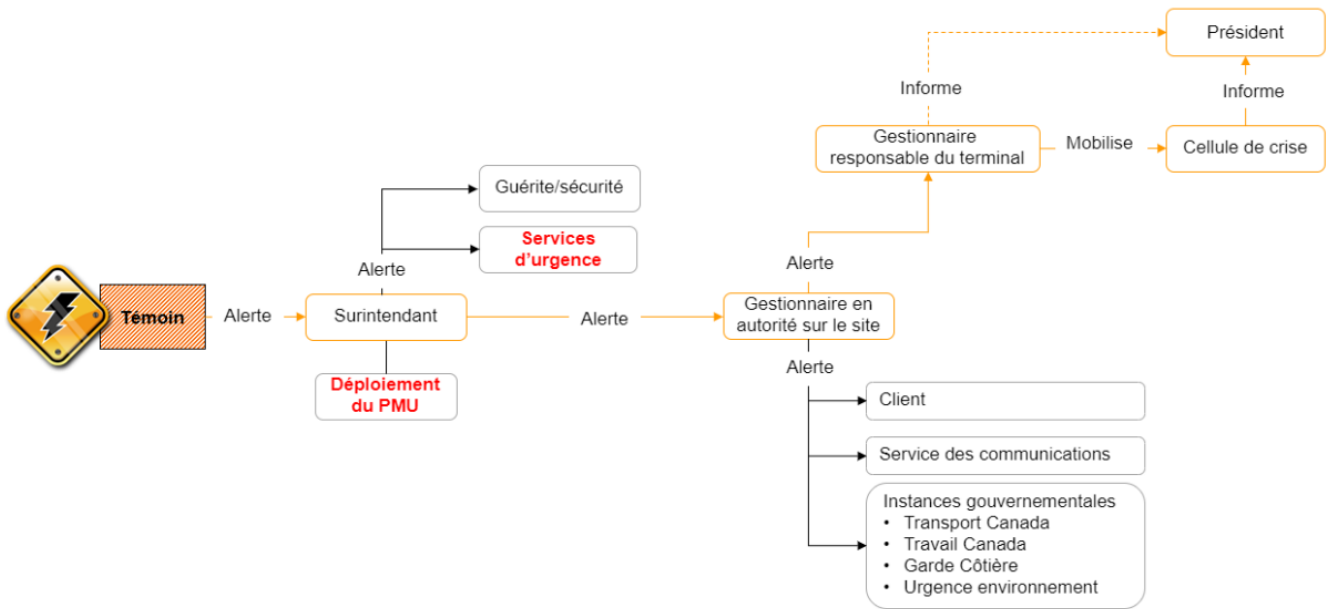 Président
Informe
Informe
Gestionnaire
responsable du terminal
Mobilise
Cellule de crise
Guérite/sécurité
Services
d'urgence
Alerte
Alerte
Témoin
Alerte
Surintendant
Alerte
Gestionnaire en
autorité sur le site
Déploiement
du PMU
Alerte
Client
Service des communications
Instances gouvernementales
• Transport Canada
• Travail Canada
• Garde Côtière
• Urgence environnement